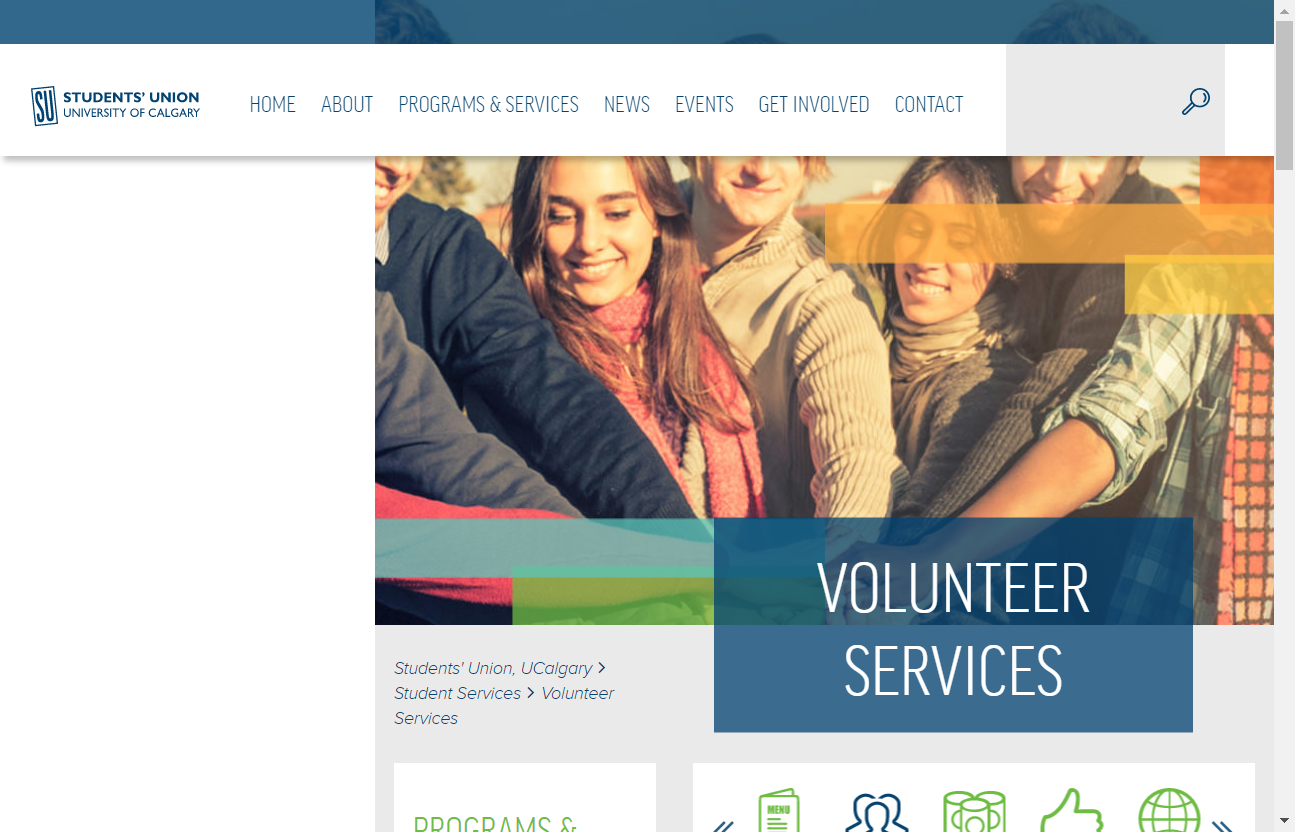 SU STUDENTS' UNION
UNIVERSITY OF CALGARY
HOME ABOUT PROGRAMS & SERVICES NEWS EVENTS GET INVOLVED CONTACT
VOLUNTEER
SERVICES
Students' Union, UCalgary >
Student Services > Volunteer
Services
PROGRAMS &
MENU